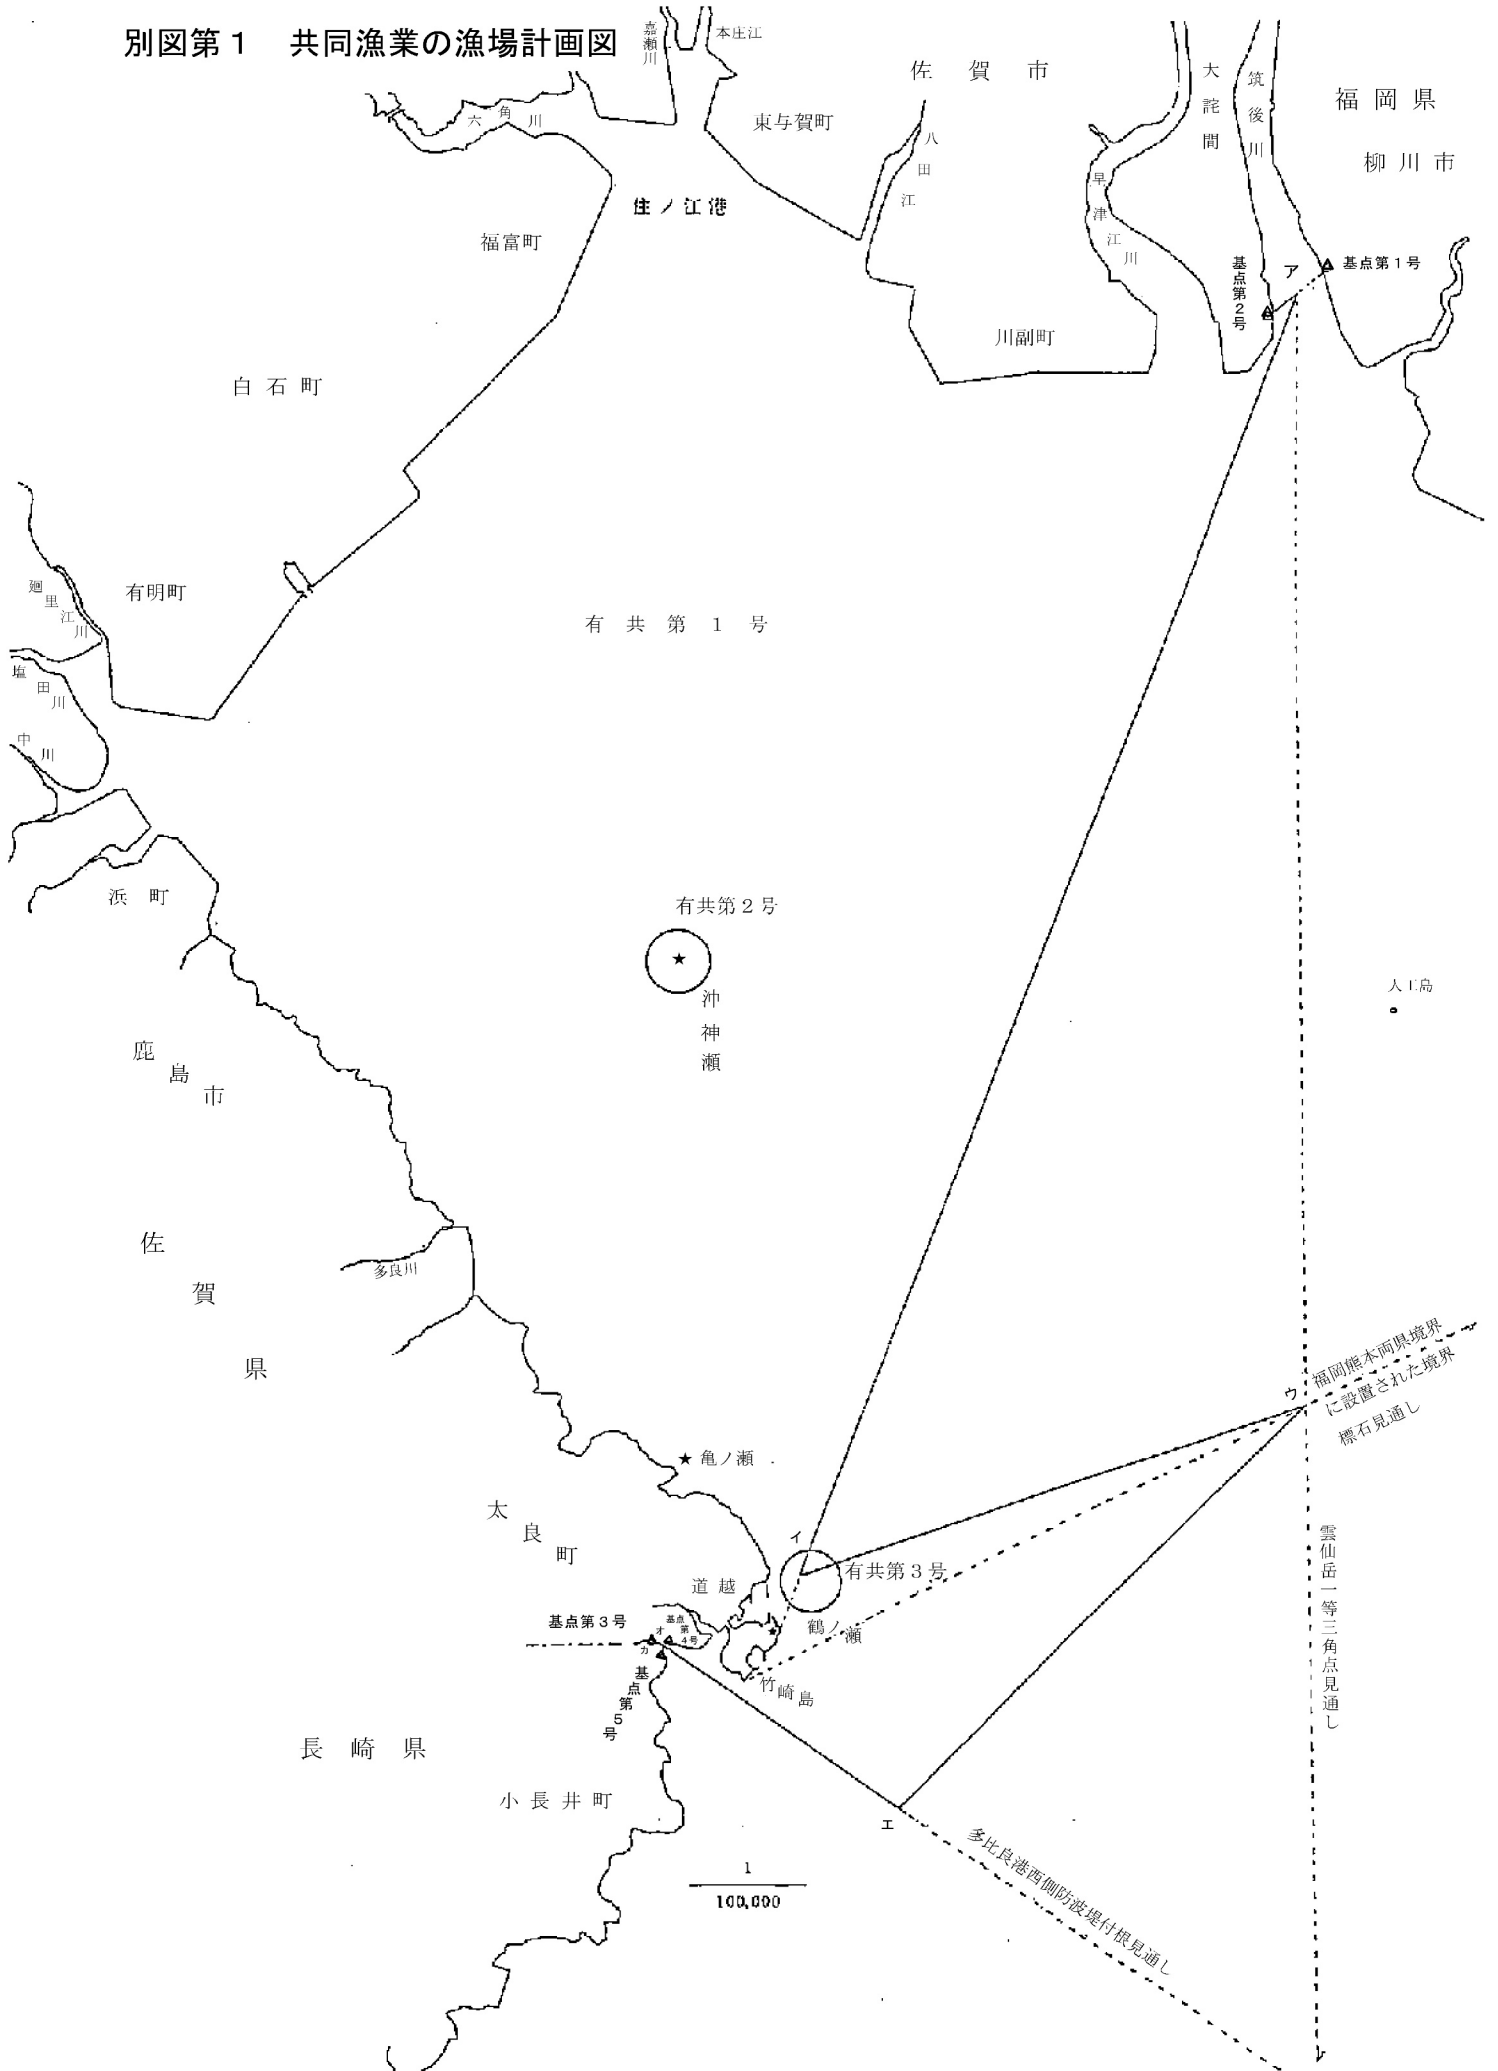 別図第１　共同漁業の漁場計画図
嘉瀬川
本庄江
佐賀市
大詫間
筑後川
福岡県
柳川市
六角川
東与賀町
八田江
早津江川
住ノ江港
福富町
基点第２号
ア
基点第１号
川副町
白石町
廻里江川
有明町
有共第１号
塩田川
中川
浜町
有共第２号
沖神瀬
人工島
鹿島市
佐賀県
多良川
福岡熊本両県境界
に設置された境界
標石見通し
ウ
亀ノ瀬
太良町
イ
有共第３号
道越
雲仙岳一等三角点見通し
基点第３号
オ
基点第４号
カ
鶴ノ瀬
基点第５号
竹崎島
長崎県
小長井町
エ
多比良港西側防波堤付根見通し
1
100,000